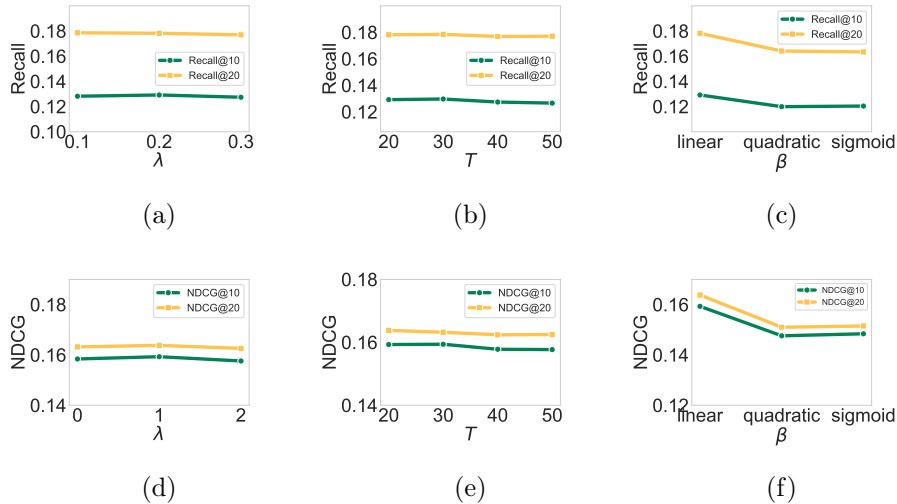 0.18
0.16
0.14
0.12
0.10
Recall
Recall@10
Recall@20
0.1 0.2 0.3
λ
(a)
0.18
0.16
0.14
0.12
Recall
Recall@10
Recall@20
20 30 40 50
T
(b)
0.18
0.16
0.14
0.12
Recall
Recall@10
Recall@20
linear quadratic sigmoid
β
(c)
0.18
0.16
0.14
NDCG
NDCG@10
NDCG@20
0 1 2
λ
(d)
0.18
0.16
0.14
NDCG
NDCG@10
NDCG@20
20 30 40 50
T
(e)
0.16
0.14
0.12
NDCG
NDCG@10
NDCG@20
linear quadratic sigmoid
β
(f)